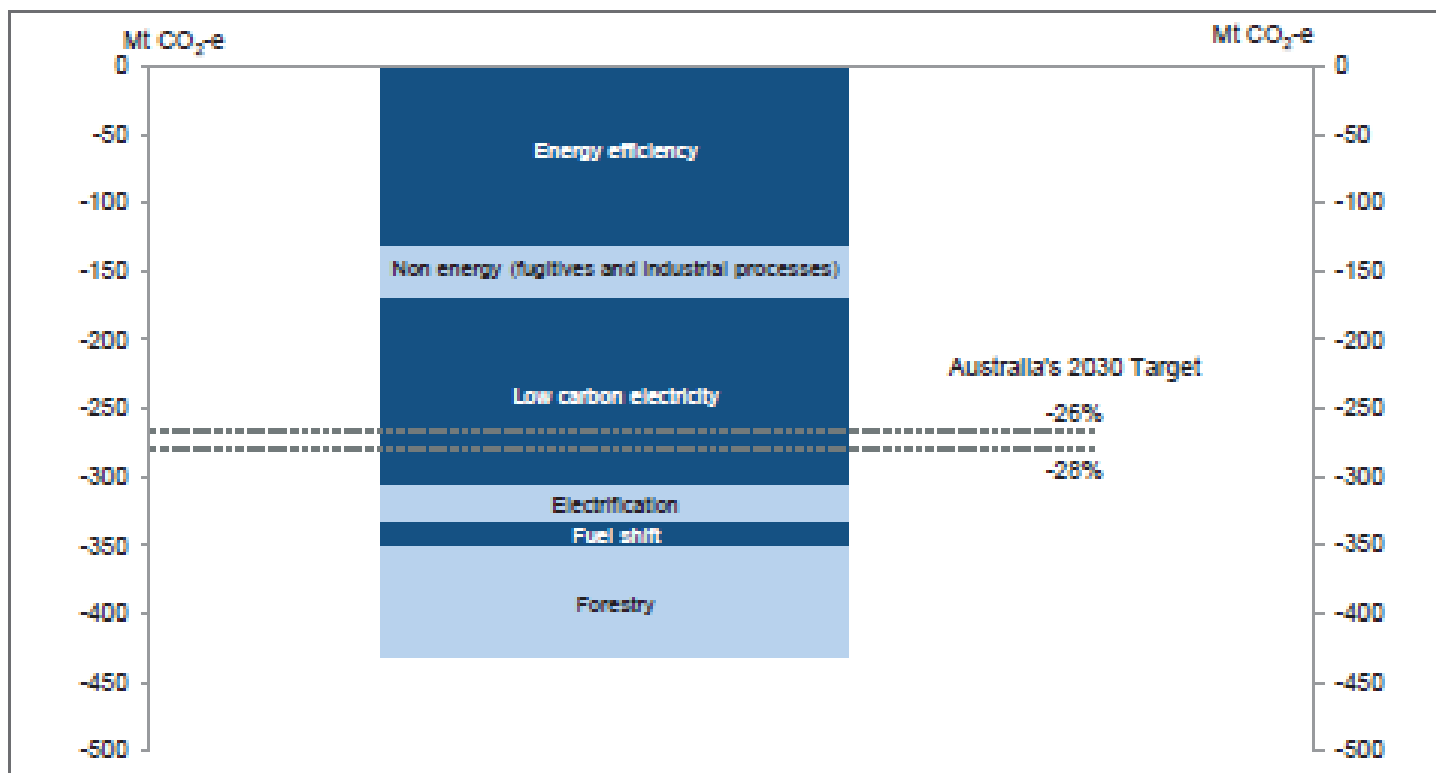 Mt CO₂-e
Mt CO₂-e
0
0
-50
-50
Energy efficiency
-100
-100
-150
Non energy (fugitives and industrial processes)
-150
-200
-200
Australia's 2030 Target
Low carbon electricity
-250
-26%
-250
-28%
-300
-300
Electrification
Fuel shift
-350
-350
Forestry
-400
-400
-450
-450
-500
-500